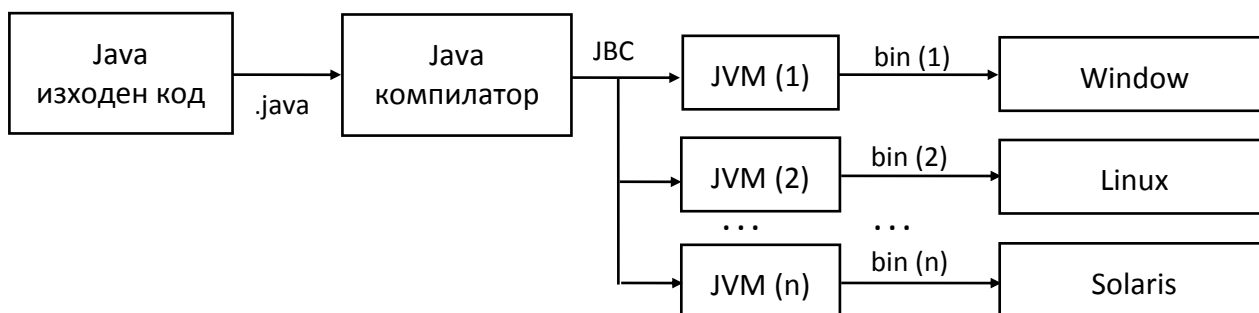 Java
изходен код
.java
Java
компилатор
JBC
JVM (1)
bin (1)
Window
JVM (2)
bin (2)
Linux
... ...
JVM (n)
bin (n)
Solaris